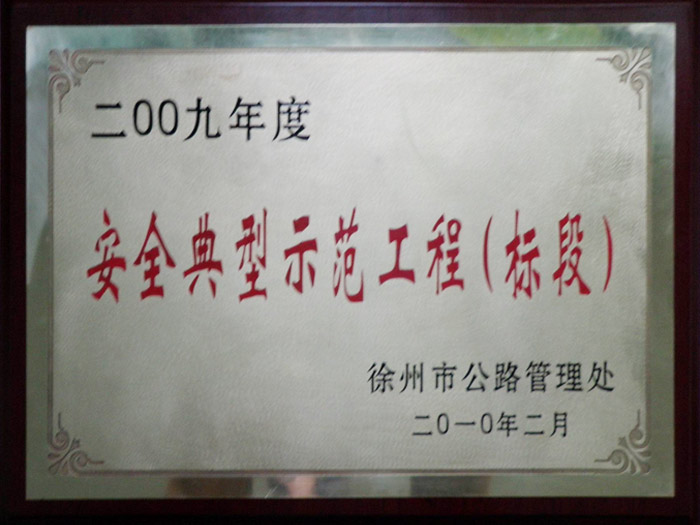 二00九年度
安全典型示范工程(标段)
徐州市公路管理处
二0一0年二月